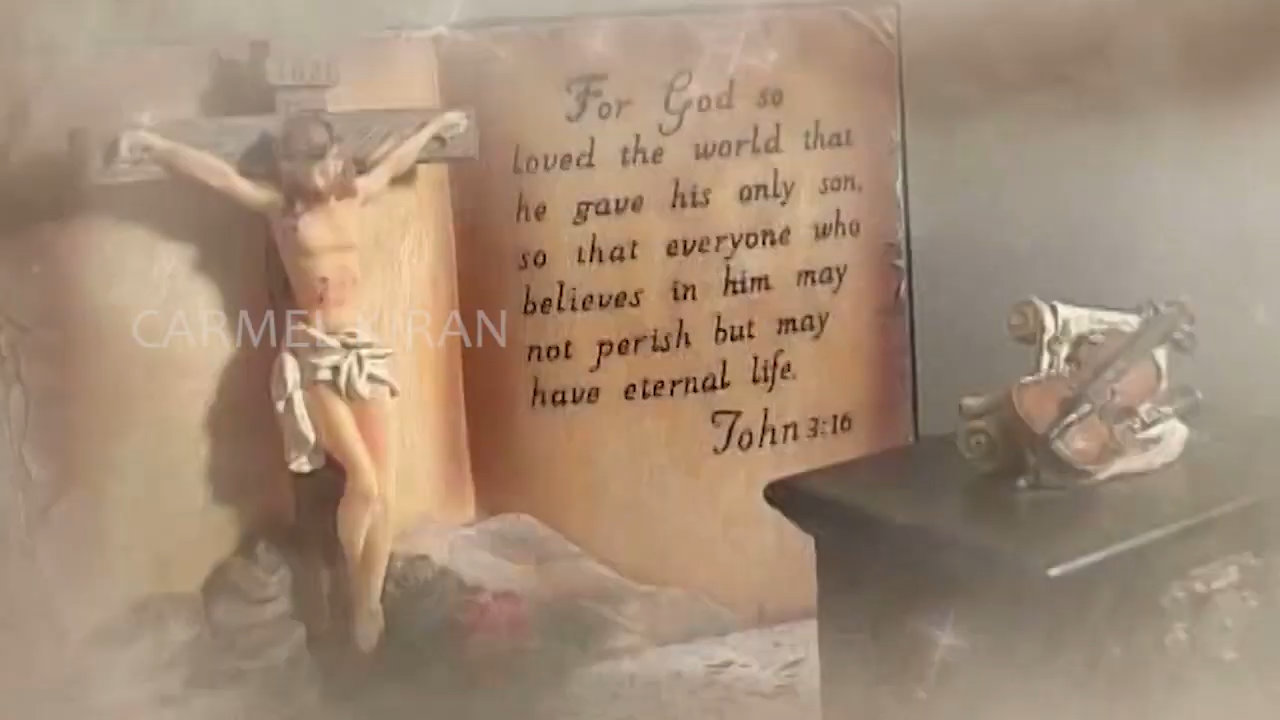 INRI
For God so
loved the world that
he gave his only son,
so that everyone who
believes in him may
not perish but may
have eternal life.
John 3:16
CARMEL KIRAN